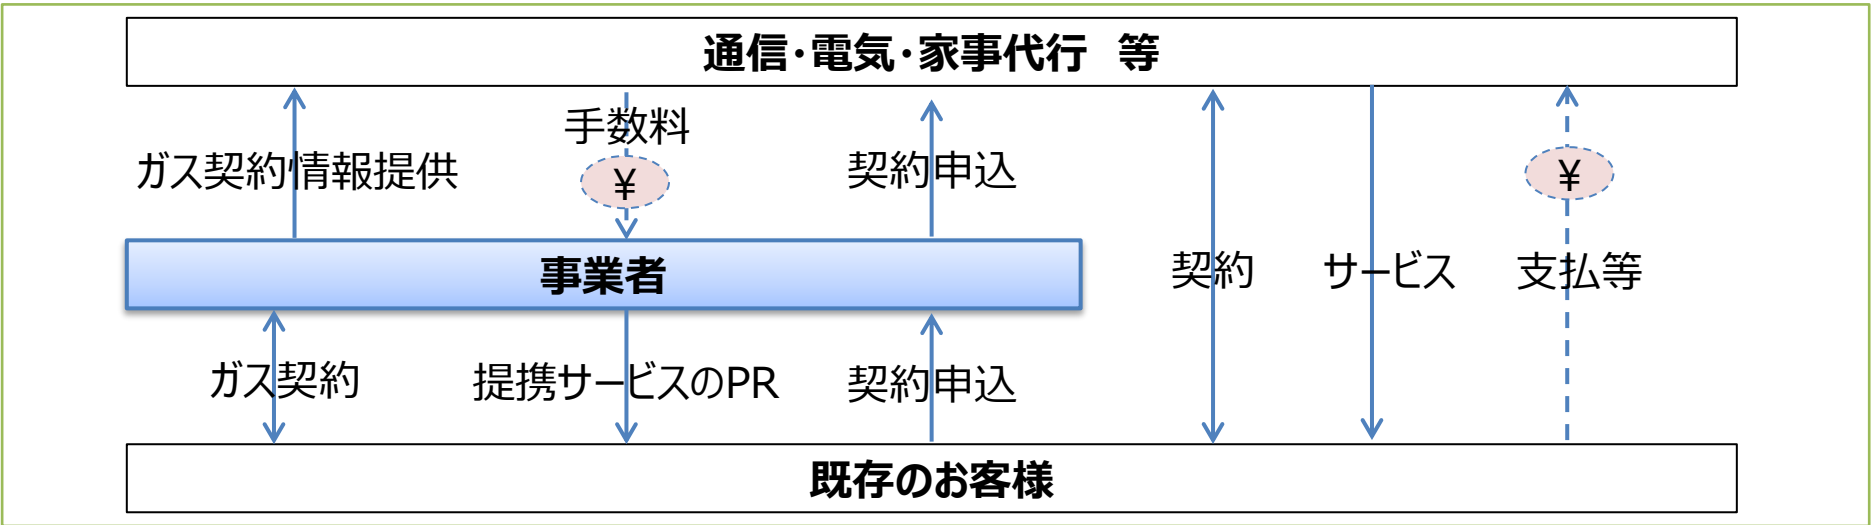 通信・電気・家事代行　等
手数料
ガス契約情報提供
¥
契約申込
¥
事業者
契約
サービス
支払等
ガス契約
提携サービスのPR
契約申込
既存のお客様